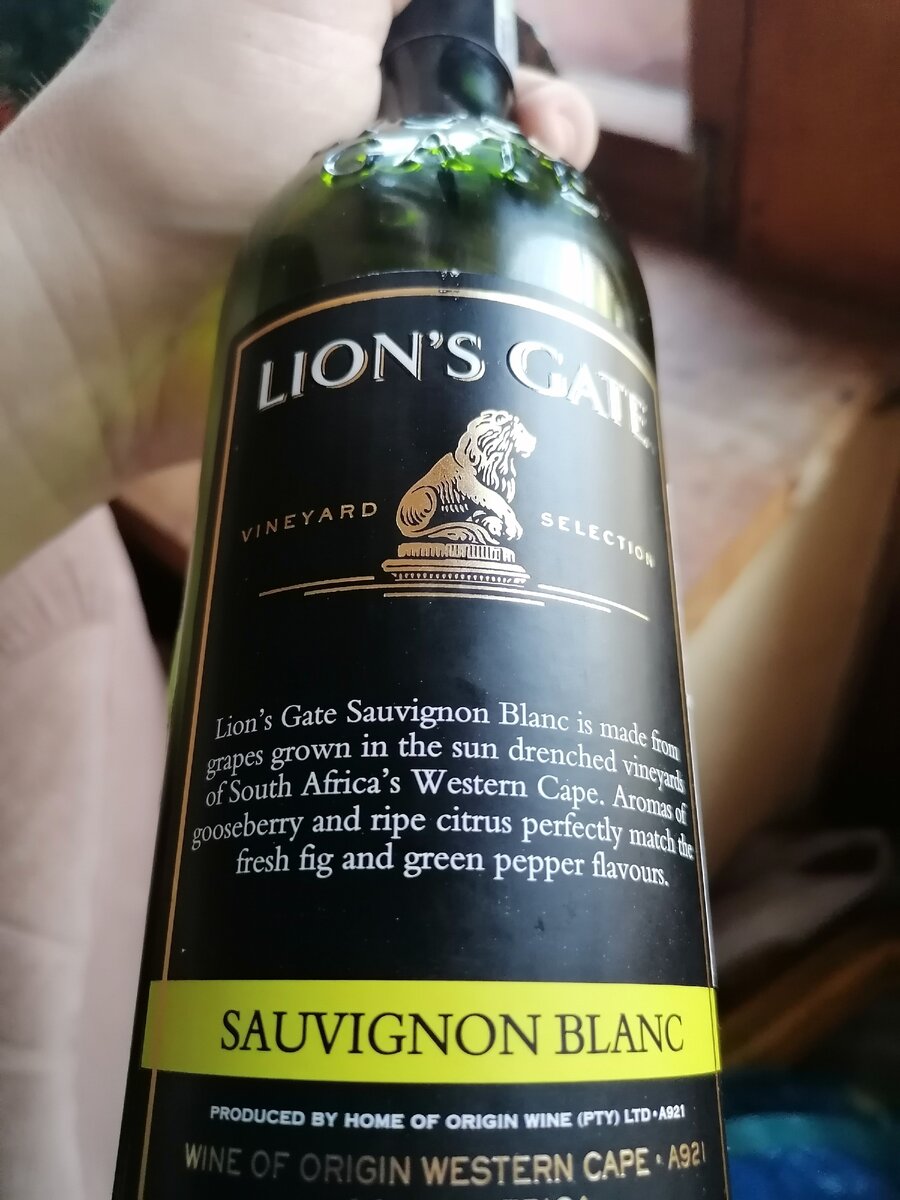 GATE
LION'S GATE
VINEYARD SELECTION
Lion's Gate Sauvignon Blanc is made from
grapes grown in the sun drenched vineyards
of South Africa's Western Cape. Aromas of
gooseberry and ripe citrus perfectly match the
fresh fig and green pepper flavours.
SAUVIGNON BLANC
PRODUCED BY HOME OF ORIGIN WINE (PTY) LTD • A921
WINE OF ORIGIN WESTERN CAPE • A921